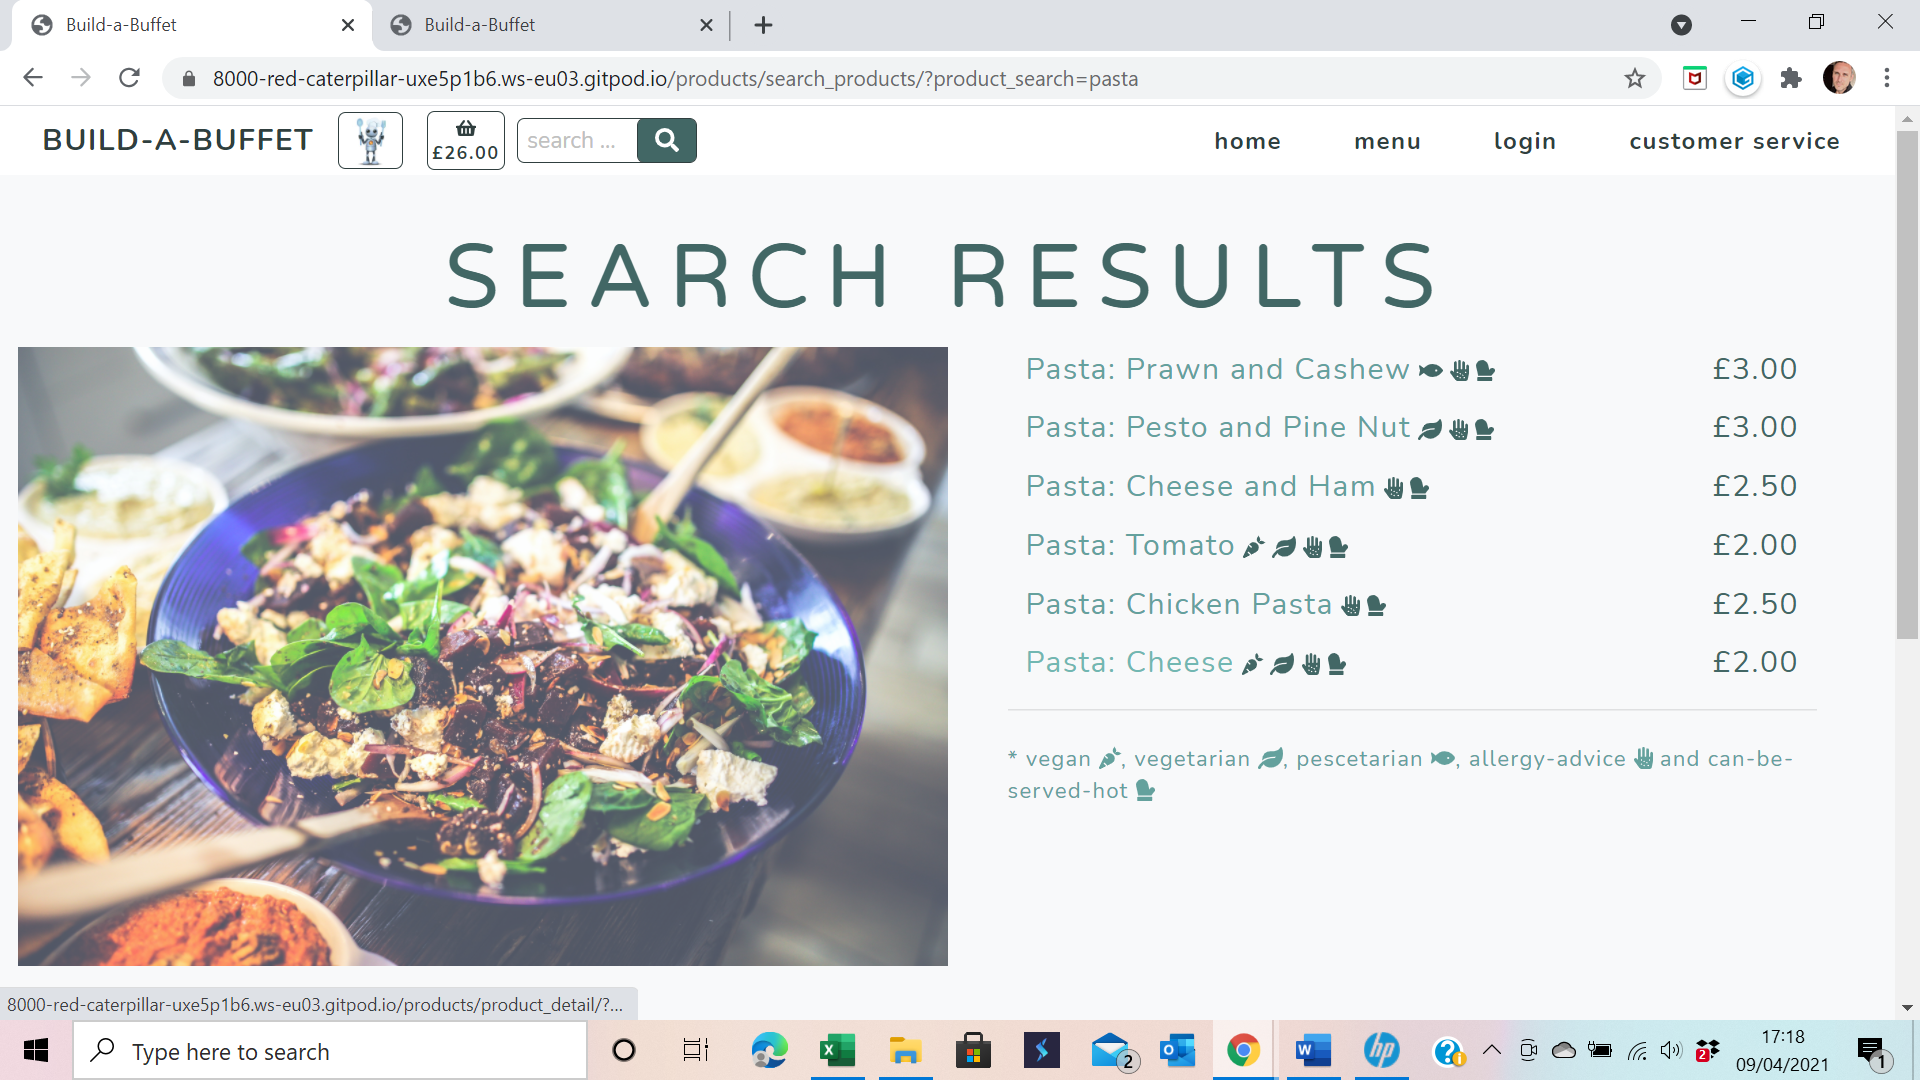 Build-a-Buffet
Build-a-Buffet
8000-red-caterpillar-uxe5p1b6.ws-eu03.gitpod.io/products/search_products/?product_search=pasta
BUILD-A-BUFFET
£26.00
search ...
home menu login customer service
SEARCH RESULTS
Pasta: Prawn and Cashew £3.00
Pasta: Pesto and Pine Nut £3.00
Pasta: Cheese and Ham £2.50
Pasta: Tomato £2.00
Pasta: Chicken Pasta £2.50
Pasta: Cheese £2.00
* vegan , vegetarian , pescetarian , allergy-advice and can-be-
served-hot
8000-red-caterpillar-uxe5p1b6.ws-eu03.gitpod.io/products/product_detail/?...
Type here to search
2
2
17:18
09/04/2021
1